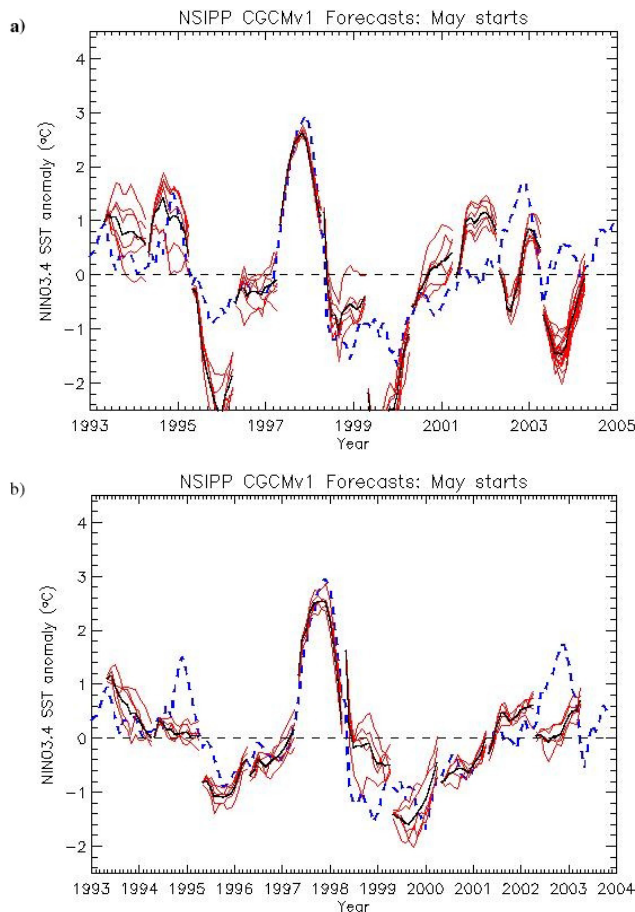 a)
NSIPP CGCMv1 Forecasts: May starts
NINO3.4 SST anomaly (°C)
4
3
2
1
0
-1
-2
1993 1995 1997 1999 2001 2003 2005
Year
b)
NSIPP CGCMv1 Forecasts: May starts
NINO3.4 SST anomaly (°C)
4
3
2
1
0
-1
-2
1993 1994 1995 1996 1997 1998 1999 2000 2001 2002 2003 2004
Year